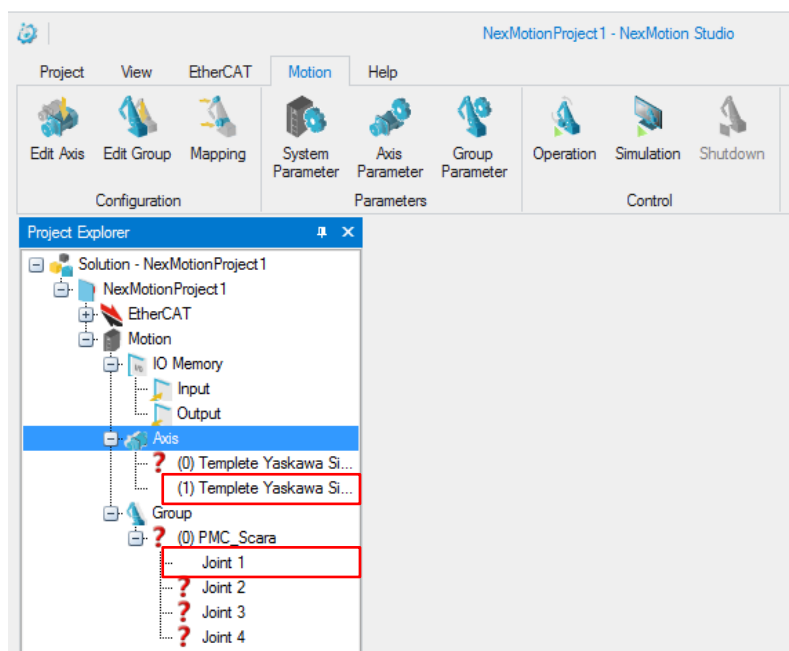 NexMotionProject1 - NexMotion Studio
Project View EtherCAT Motion Help
Edit Axis Edit Group Mapping System Parameter Axis Parameter Group Parameter Operation Simulation Shutdown
Configuration Parameters Control
Project Explorer
Solution - NexMotionProject1
NexMotionProject1
EtherCAT
Motion
IO Memory
Input
Output
Axis
(0) Templete Yaskawa Si...
(1) Templete Yaskawa Si...
Group
(0) PMC_Scara
Joint 1
Joint 2
Joint 3
Joint 4